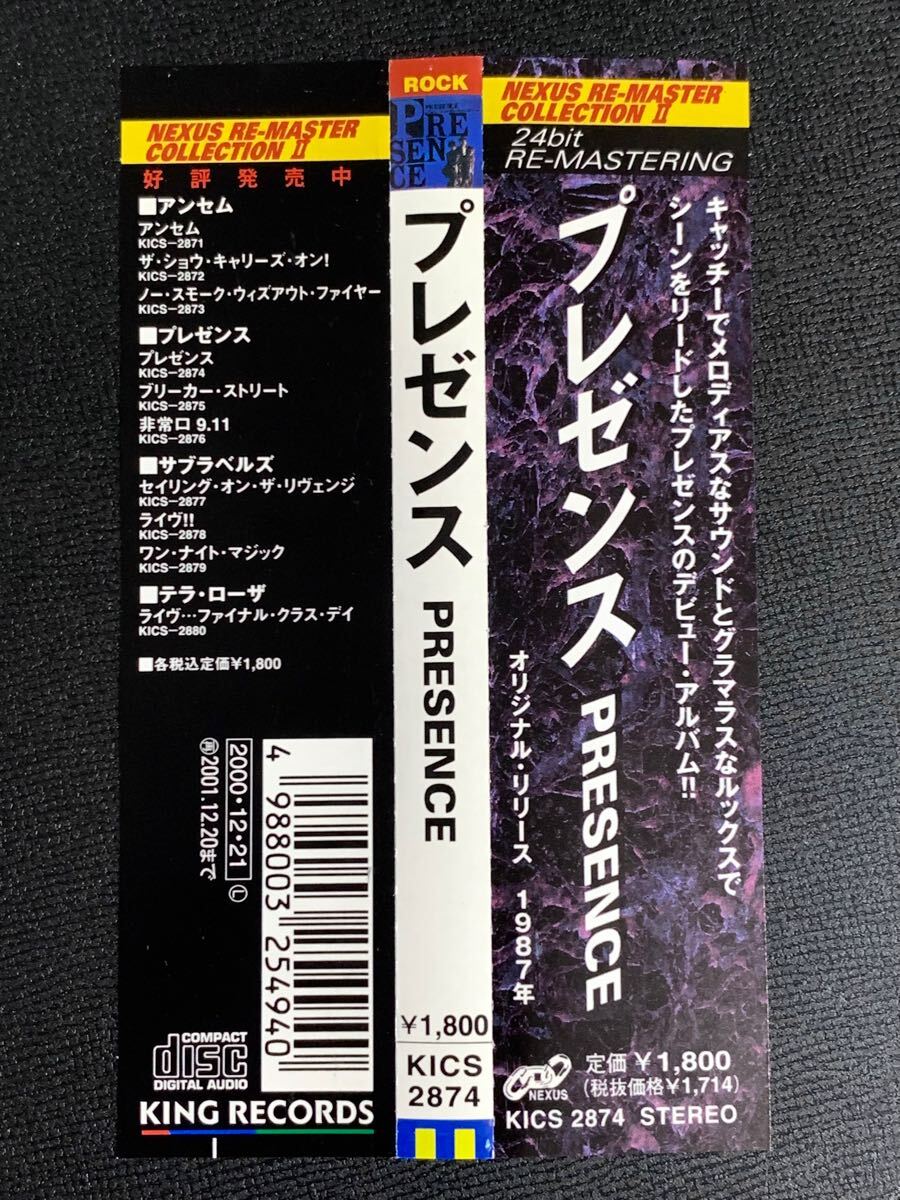 NEXUS RE-MASTER
COLLECTION II
好評発売中
■アンセム
アンセム
KICS-2871
ザ・ショウ・キャリーズ・オン!
KICS-2872
ノー・スモーク・ウィズアウト・ファイヤー
KICS-2873
■プレゼンス
プレゼンス
KICS-2874
ブリーカー・ストリート
KICS-2875
非常口 9.11
KICS-2876
■サブラベルズ
セイリング・オン・ザ・リヴェンジ
KICS-2877
ライヴ!!
KICS-2878
ワン・ナイト・マジック
KICS-2879
■テラ・ローザ
ライヴ…ファイナル・クラス・デイ
KICS-2880
■各税込定価¥1,800
2000・12・21 Ⓛ
㊑2001.12.20まで
4 988003 254940
COMPACT
disc
DIGITAL AUDIO
KING RECORDS
ROCK
PRESENCE
プレゼンス PRESENCE
¥1,800
KICS
2874
NEXUS RE-MASTER
COLLECTION II
24bit
RE-MASTERING
キャッチーでメロディアスなサウンドとグラマラスなルックスで
シーンをリードしたプレゼンスのデビュー・アルバム!!
プレゼンス PRESENCE
オリジナル・リリース 1987年
NEXUS
定価 ¥1,800
(税抜価格¥1,714)
KICS 2874 STEREO